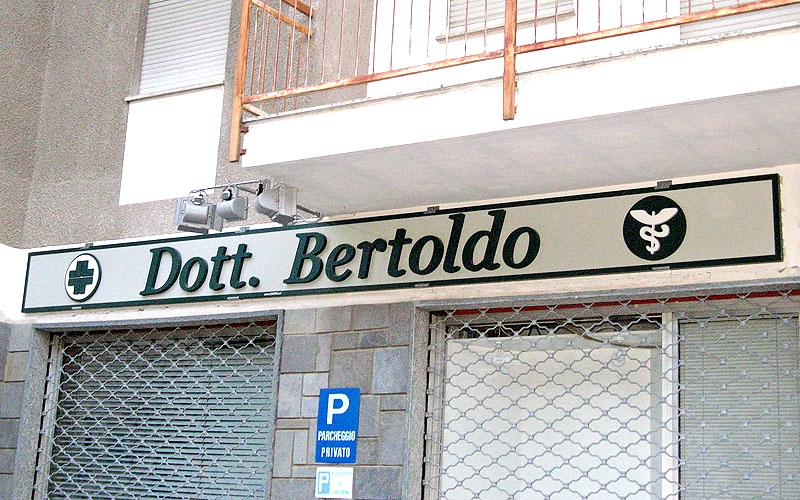 Dott. Bertoldo
P
PARCHEGGIO
PRIVATO
P